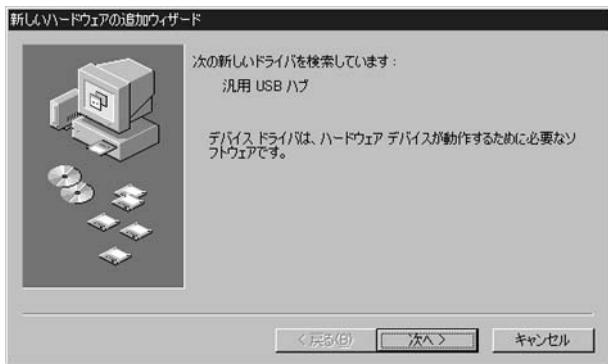 新しいハードウェアの追加ウィザード
次の新しいドライバを検索しています：
汎用 USB ハブ
デバイス ドライバは、ハードウェア デバイスが動作するために必要なソ
フトウェアです。
< 戻る(B)
次へ >
キャンセル